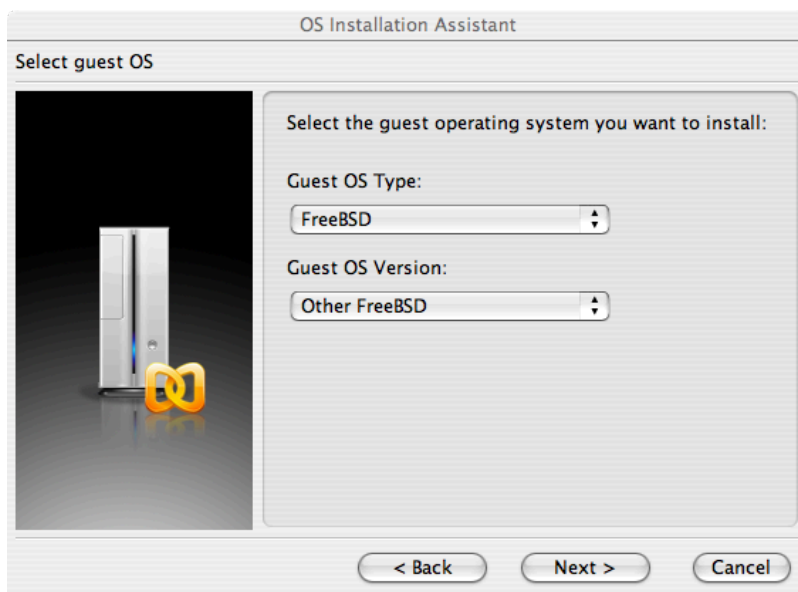 OS Installation Assistant
Select guest OS
Select the guest operating system you want to install:
Guest OS Type:
FreeBSD
Guest OS Version:
Other FreeBSD
< Back
Next >
Cancel